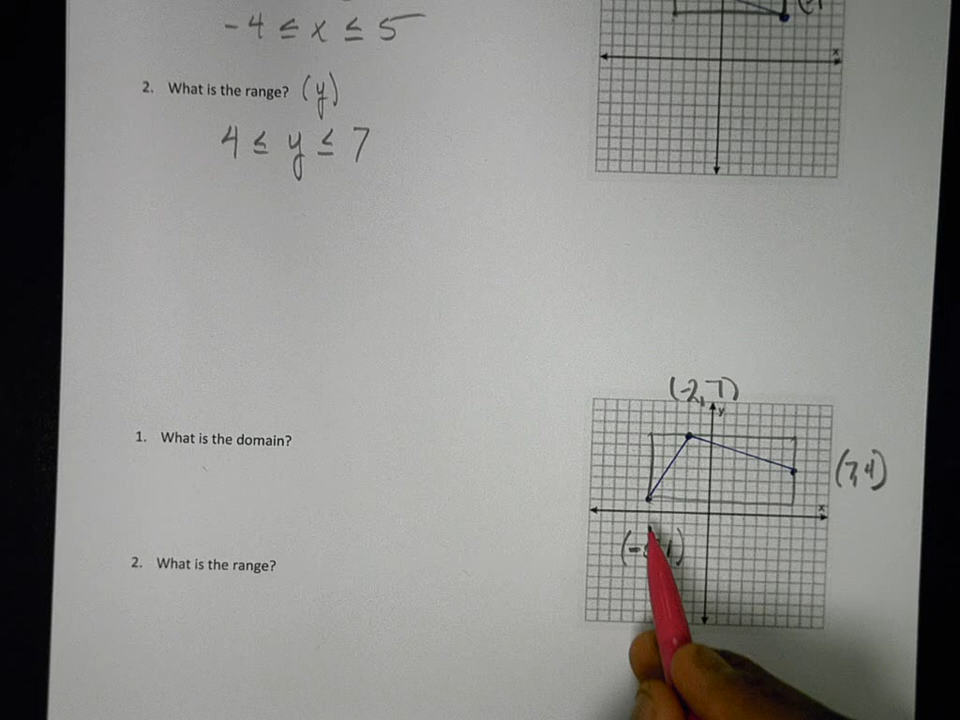 -4 ≤ x ≤ 5
2. What is the range? (y)
4 ≤ y ≤ 7
(-2, 7)
y
1. What is the domain?
(7,4)
x
2. What is the range?